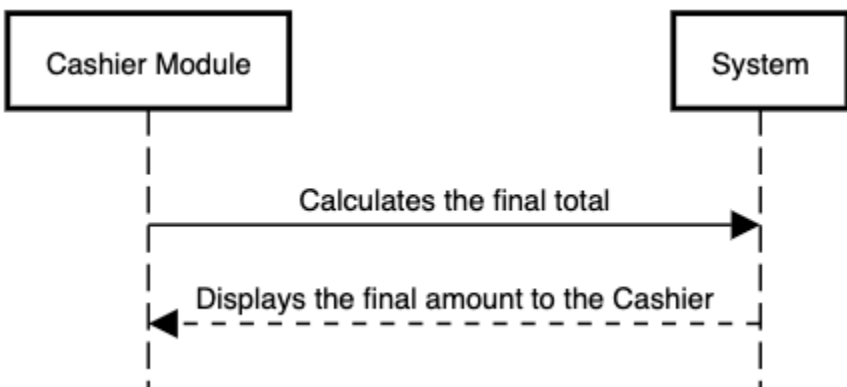 Cashier Module
System
Calculates the final total
Displays the final amount to the Cashier